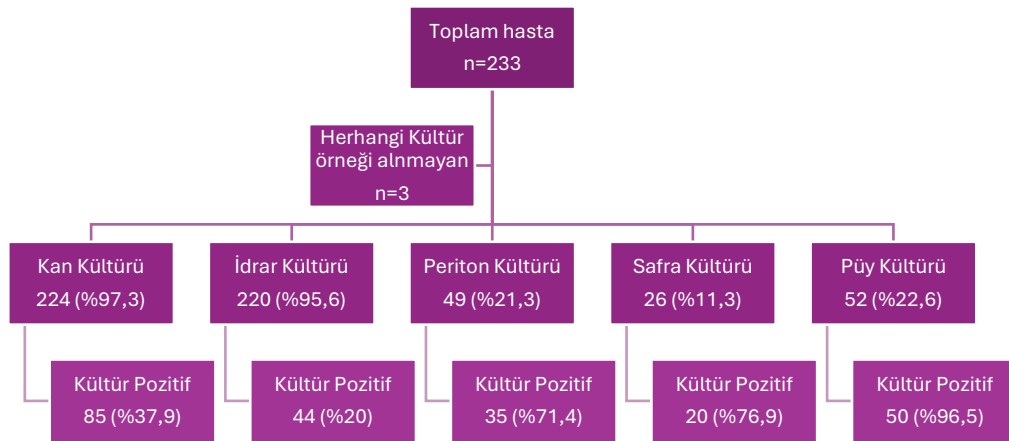 Toplam hasta
n=233
Herhangi Kültür
örneği alnmayan
n=3
Kan Kültürü
224 (%97,3)
İdrar Kültürü
220 (%95,6)
Periton Kültürü
49 (%21,3)
Safra Kültürü
26 (%11,3)
Püy Kültürü
52 (%22,6)
Kültür Pozitif
85 (%37,9)
Kültür Pozitif
44 (%20)
Kültür Pozitif
35 (%71,4)
Kültür Pozitif
20 (%76,9)
Kültür Pozitif
50 (%96,5)